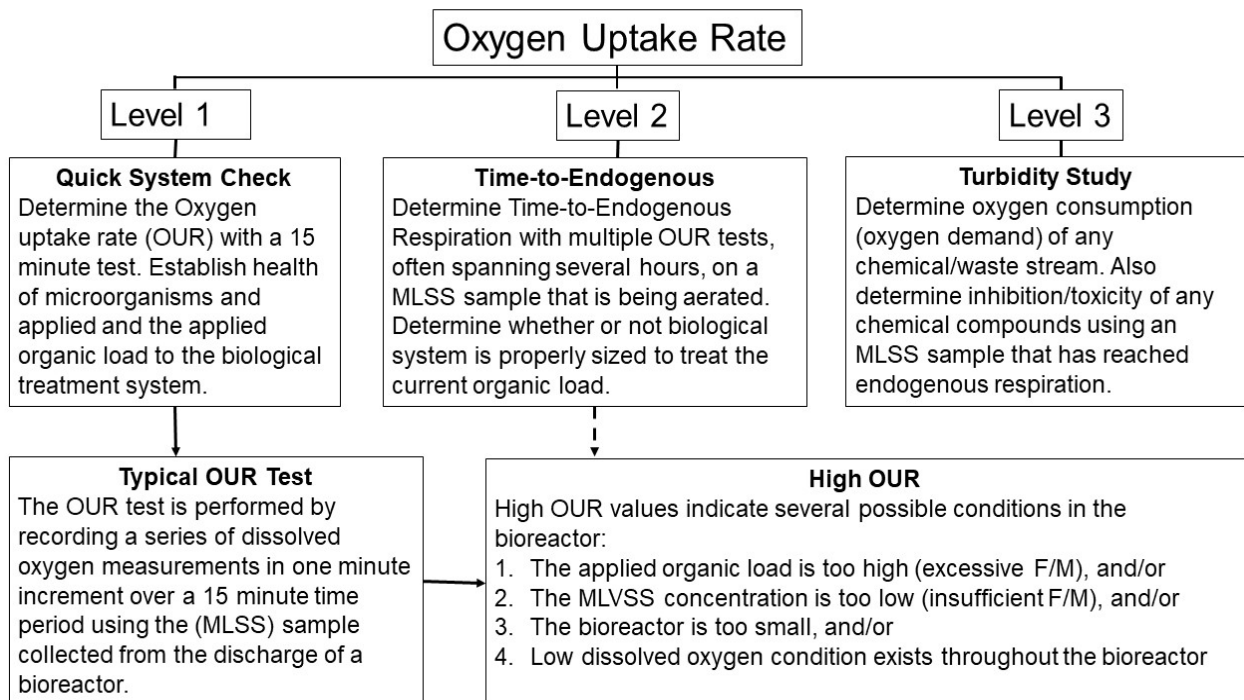 Oxygen Uptake Rate
Level 1
Level 2
Level 3
Quick System Check
Determine the Oxygen
uptake rate (OUR) with a 15
minute test. Establish health
of microorganisms and
applied and the applied
organic load to the biological
treatment system.
Time-to-Endogenous
Determine Time-to-Endogenous
Respiration with multiple OUR tests,
often spanning several hours, on a
MLSS sample that is being aerated.
Determine whether or not biological
system is properly sized to treat the
current organic load.
Turbidity Study
Determine oxygen consumption
(oxygen demand) of any
chemical/waste stream. Also
determine inhibition/toxicity of any
chemical compounds using an
MLSS sample that has reached
endogenous respiration.
Typical OUR Test
The OUR test is performed by
recording a series of dissolved
oxygen measurements in one minute
increment over a 15 minute time
period using the (MLSS) sample
collected from the discharge of a
bioreactor.
High OUR
High OUR values indicate several possible conditions in the
bioreactor:
1. The applied organic load is too high (excessive F/M), and/or
2. The MLVSS concentration is too low (insufficient F/M), and/or
3. The bioreactor is too small, and/or
4. Low dissolved oxygen condition exists throughout the bioreactor